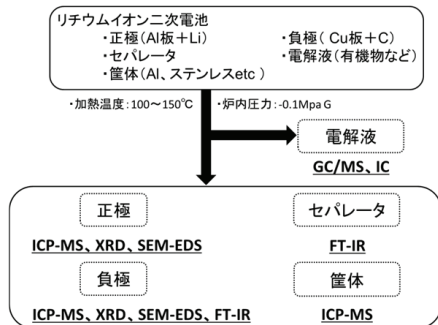 リチウムイオン二次電池
・正極(Al板＋Li) ・負極( Cu板＋C)
・セパレータ ・電解液(有機物など)
・筐体(Al、ステンレスetc )
・加熱温度：100～150℃ ・炉内圧力：-0.1Mpa G
電解液
GC/MS、IC
正極 セパレータ
ICP-MS、XRD、SEM-EDS FT-IR
負極 筐体
ICP-MS、XRD、SEM-EDS、FT-IR ICP-MS